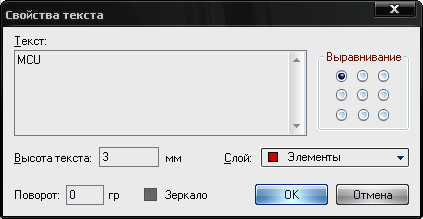 Свойства текста
Текст:
MCU
Выравнивание
Высота текста: 3 мм
Слой: Элементы
Поворот: 0 гр Зеркало
OK Отмена